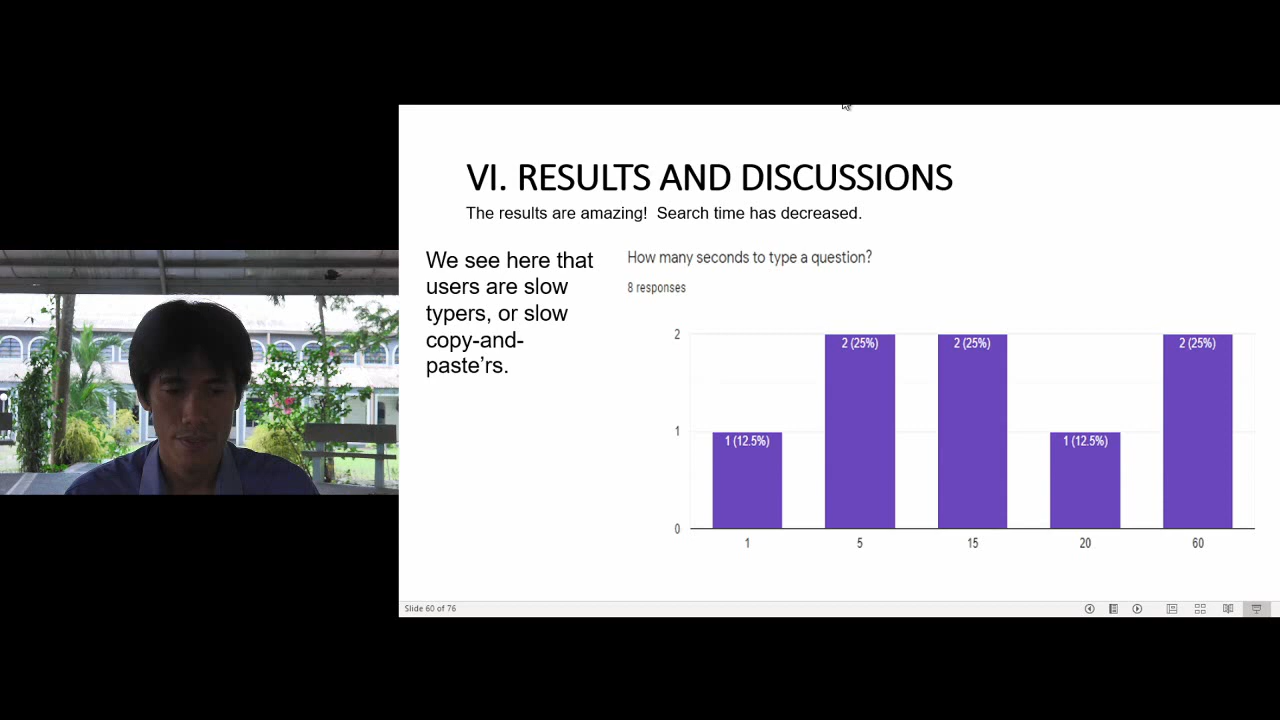 VI. RESULTS AND DISCUSSIONS
The results are amazing!  Search time has decreased.
We see here that
users are slow
typers, or slow
copy-and-
paste’rs.
How many seconds to type a question?
8 responses
2
1
0
1 (12.5%)
2 (25%)
2 (25%)
1 (12.5%)
2 (25%)
1
5
15
20
60
Slide 60 of 76